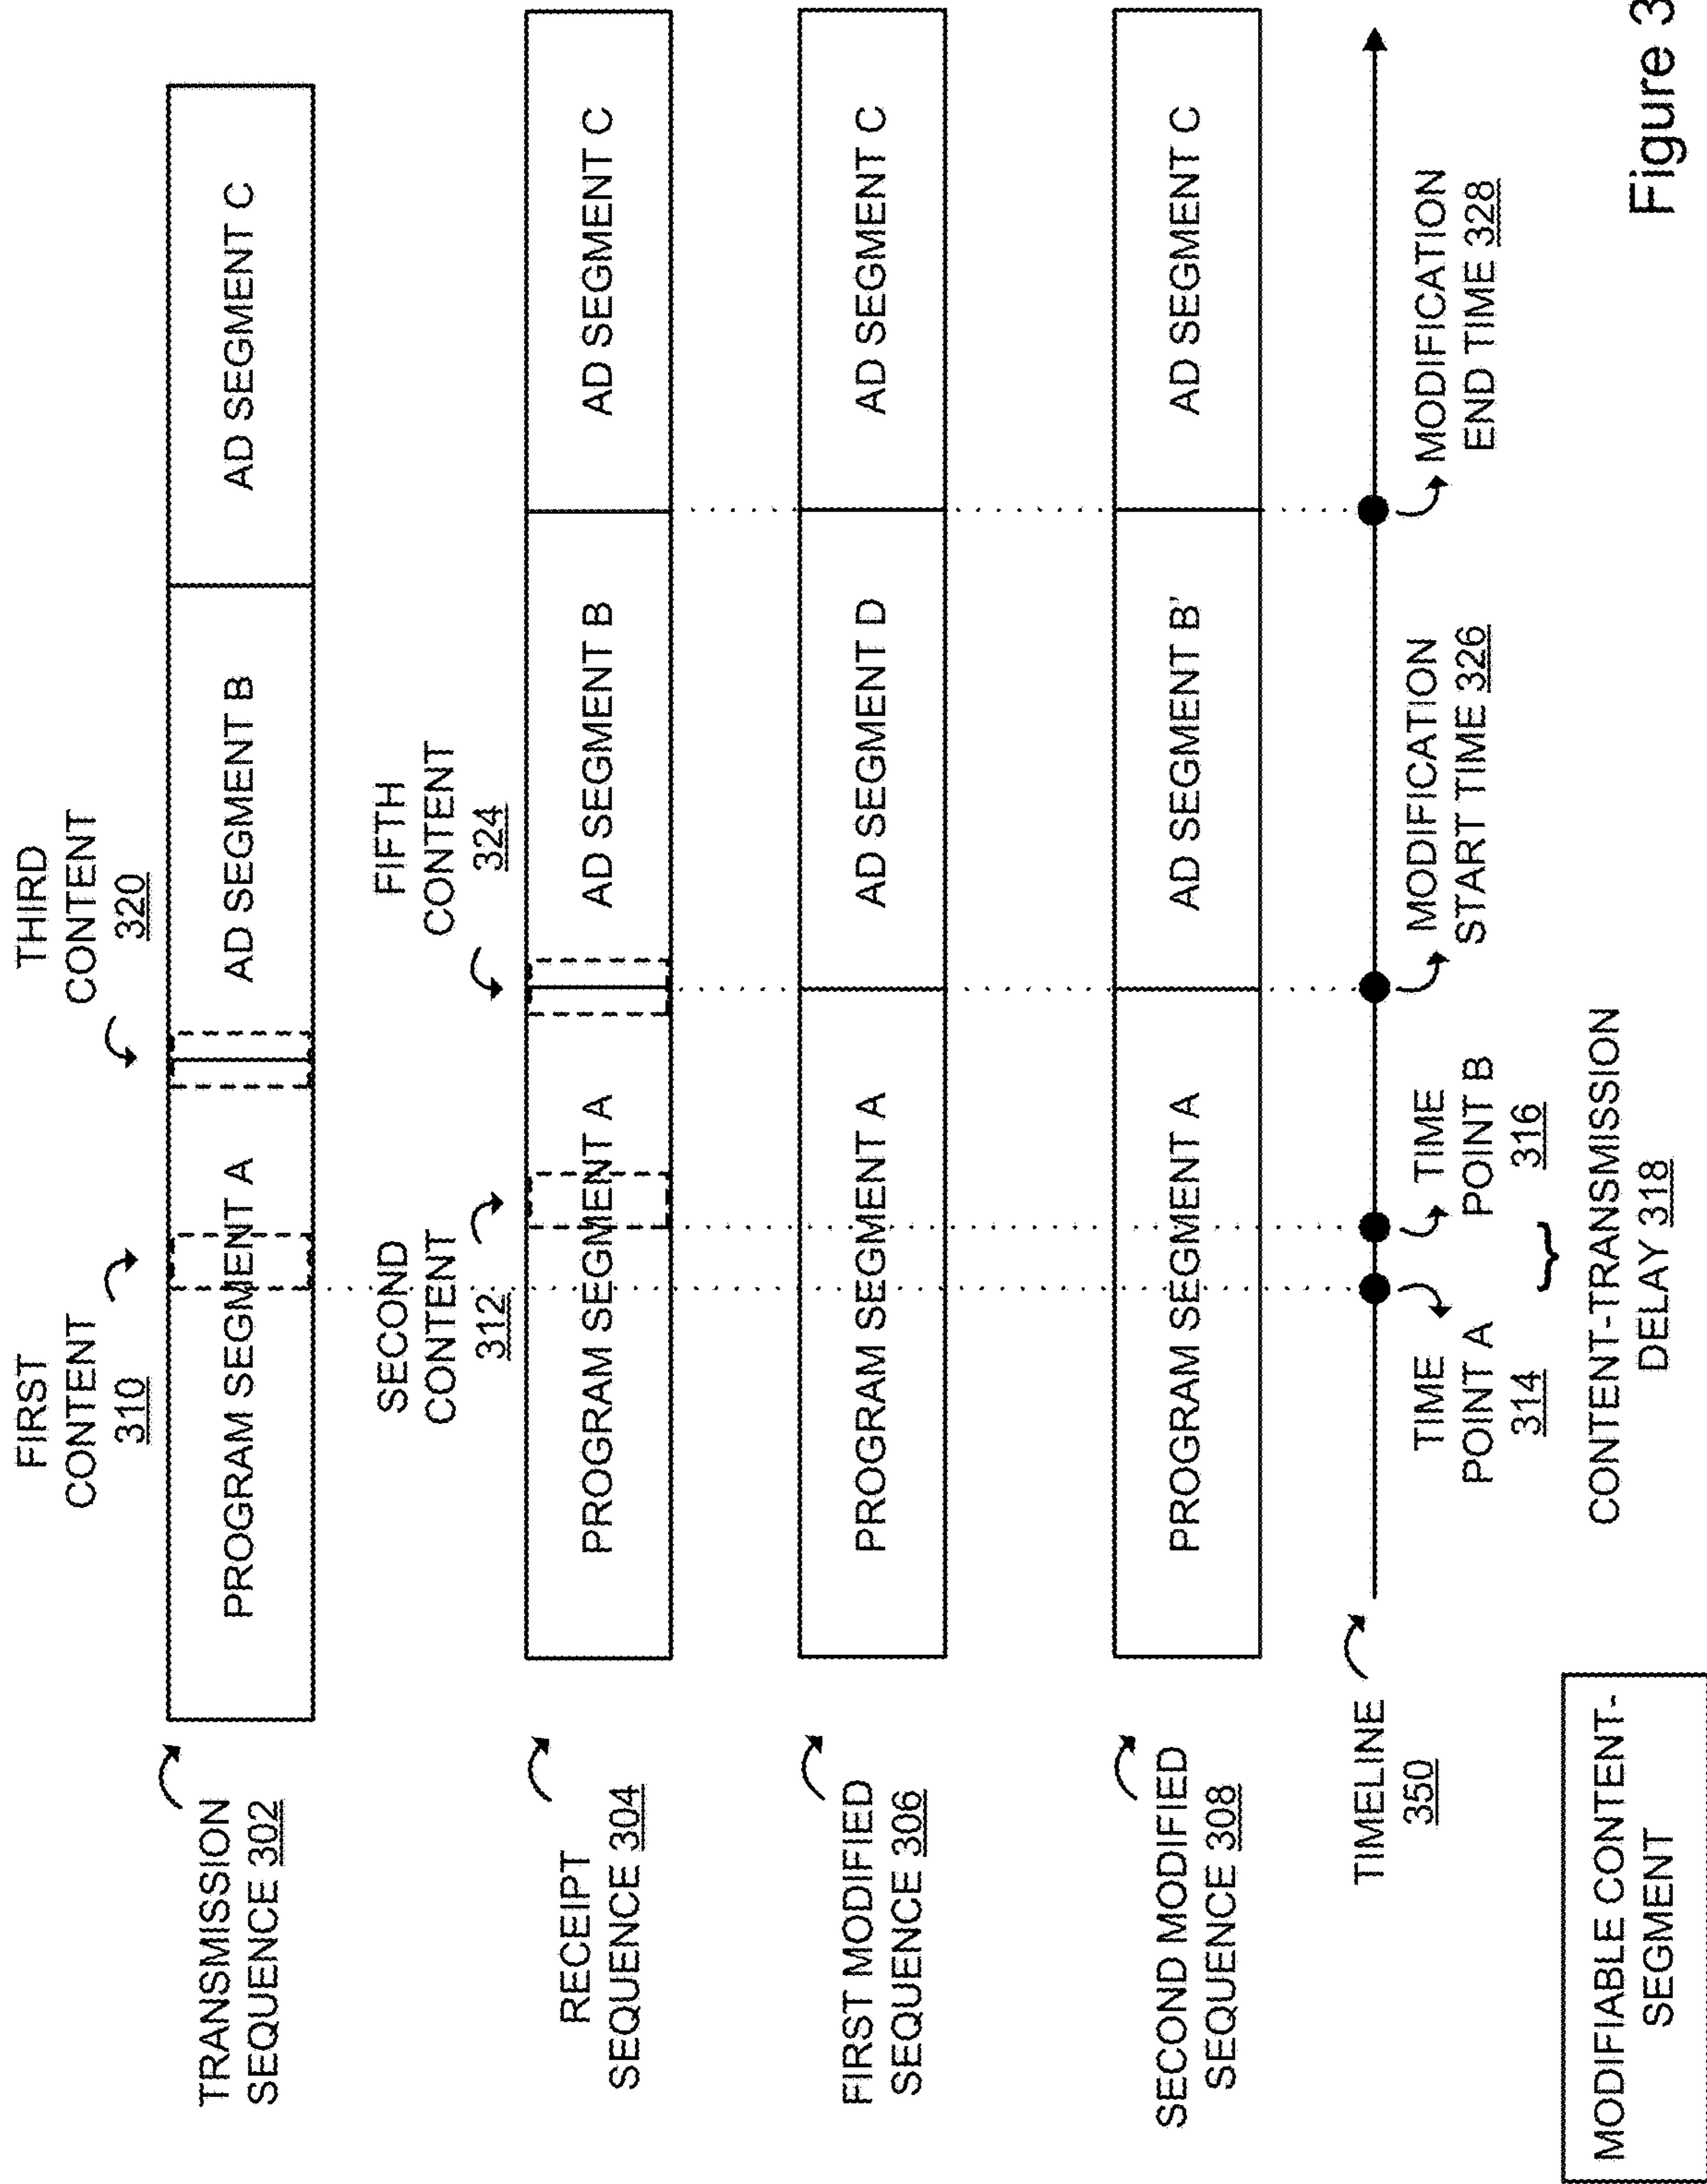 FIRST
CONTENT
310
THIRD
CONTENT
320
TRANSMISSION
SEQUENCE 302
PROGRAM SEGMENT A
AD SEGMENT B
AD SEGMENT C
SECOND
CONTENT
312
FIFTH
CONTENT
324
RECEIPT
SEQUENCE 304
PROGRAM SEGMENT A
AD SEGMENT B
AD SEGMENT C
FIRST MODIFIED
SEQUENCE 306
PROGRAM SEGMENT A
AD SEGMENT D
AD SEGMENT C
SECOND MODIFIED
SEQUENCE 308
PROGRAM SEGMENT A
AD SEGMENT B'
AD SEGMENT C
TIMELINE
350
TIME
POINT A
314
TIME
POINT B
316
MODIFICATION
START TIME 326
MODIFICATION
END TIME 328
CONTENT-TRANSMISSION
DELAY 318
MODIFIABLE CONTENT-
SEGMENT
Figure 3